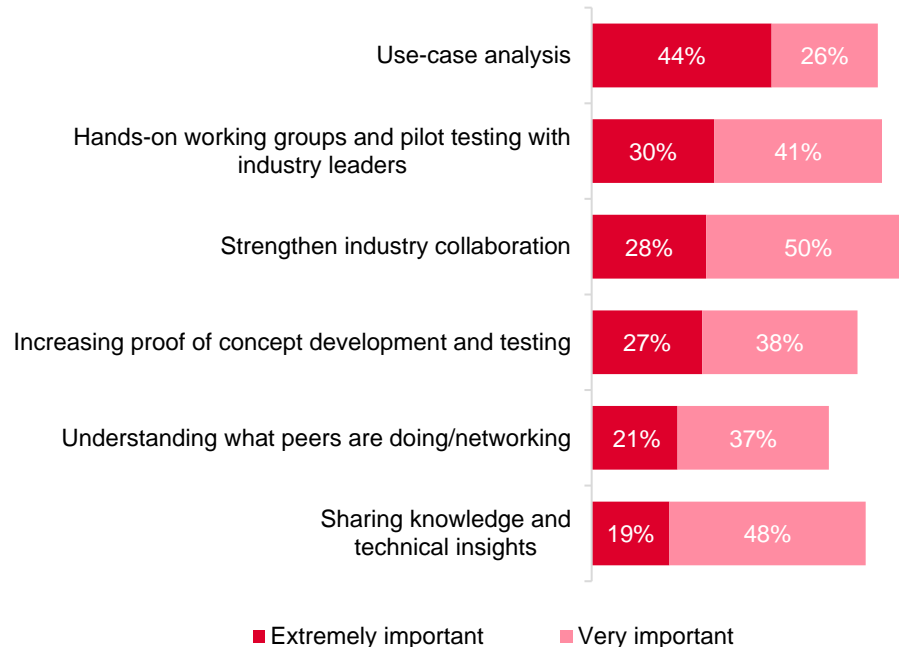 Use-case analysis
44%
26%
Hands-on working groups and pilot testing with
industry leaders
30%
41%
Strengthen industry collaboration
28%
50%
Increasing proof of concept development and testing
27%
38%
Understanding what peers are doing/networking
21%
37%
Sharing knowledge and
technical insights
19%
48%
Extremely important
Very important